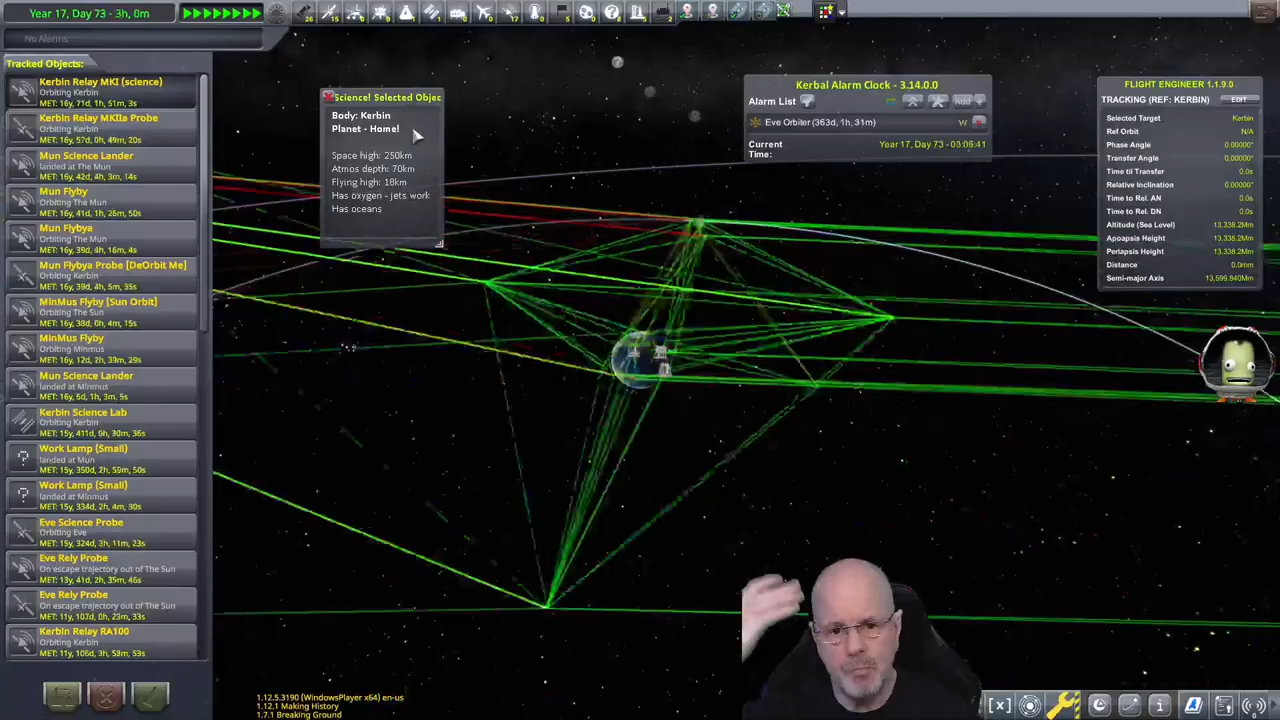 Year 17, Day 73 - 3h, 0m
No Alarms
Tracked Objects:
Kerbin Relay MKI (science)
Orbiting Kerbin
MET: 16y, 71d, 1h, 51m, 3s
Kerbin Relay MKIIa Probe
Orbiting Kerbin
MET: 16y, 57d, 0h, 49m, 20s
Mun Science Lander
landed at The Mun
MET: 16y, 42d, 4h, 3m, 14s
Mun Flyby
Orbiting The Mun
MET: 16y, 41d, 1h, 26m, 50s
Mun Flybya
Orbiting The Mun
MET: 16y, 39d, 4h, 16m, 4s
Mun Flybya Probe [DeOrbit Me]
Orbiting Kerbin
MET: 16y, 39d, 4h, 5m, 35s
MinMus Flyby [Sun Orbit]
Orbiting The Sun
MET: 16y, 38d, 0h, 4m, 15s
MinMus Flyby
Orbiting Minmus
MET: 16y, 12d, 2h, 39m, 29s
Mun Science Lander
landed at Minmus
MET: 16y, 6d, 1h, 3m, 5s
Kerbin Science Lab
Orbiting Kerbin
MET: 15y, 411d, 0h, 30m, 36s
Work Lamp (Small)
landed at Mun
MET: 15y, 350d, 2h, 59m, 50s
Work Lamp (Small)
landed at Minmus
MET: 15y, 334d, 2h, 4m, 30s
Eve Science Probe
Orbiting Eve
MET: 15y, 324d, 3h, 11m, 23s
Eve Rely Probe
On escape trajectory out of The Sun
MET: 13y, 41d, 2h, 35m, 46s
Eve Rely Probe
On escape trajectory out of The Sun
MET: 11y, 107d, 0h, 29m, 33s
Kerbin Relay RA100
Orbiting Kerbin
MET: 11y, 106d, 3h, 58m, 53s
Science! Selected Objec
Body: Kerbin
Planet - Home!
Space high: 250km
Atmos depth: 70km
Flying high: 18km
Has oxygen - jets work
Has oceans
Kerbal Alarm Clock - 3.14.0.0
Alarm List
Add
Eve Orbiter (363d, 1h, 31m)
W
Current Time:
Year 17, Day 73 - 03:06:41
FLIGHT ENGINEER 1.1.9.0
TRACKING (REF: KERBIN)
EDIT
Selected Target Kerbin
Ref Orbit N/A
Phase Angle 0.00000°
Transfer Angle 0.00000°
Time til Transfer 0.0s
Relative Inclination 0.00000°
Time to Rel. AN 0.0s
Time to Rel. DN 0.0s
Altitude (Sea Level) 13,338.2Mm
Apoapsis Height 13,338.2Mm
Periapsis Height 13,338.2Mm
Distance 0.0mm
Semi-major Axis 13,599.840Mm
1.12.5.3190 (WindowsPlayer x64) en-us
1.12.1 Making History
1.7.1 Breaking Ground